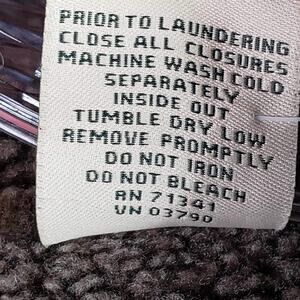 PRIOR TO LAUNDERING
CLOSE ALL CLOSURES
MACHINE WASH COLD
SEPARATELY
INSIDE OUT
TUMBLE DRY LOW
REMOVE PROMPTLY
DO NOT IRON
DO NOT BLEACH
RN 71341
VN 03790